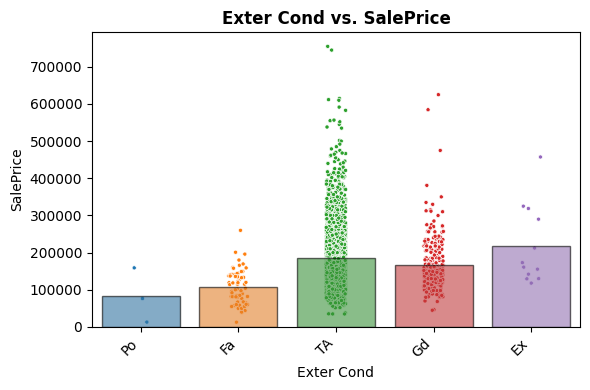 Exter Cond vs. SalePrice
SalePrice
700000
600000
500000
400000
300000
200000
100000
0
Po
Fa
TA
Gd
Ex
Exter Cond